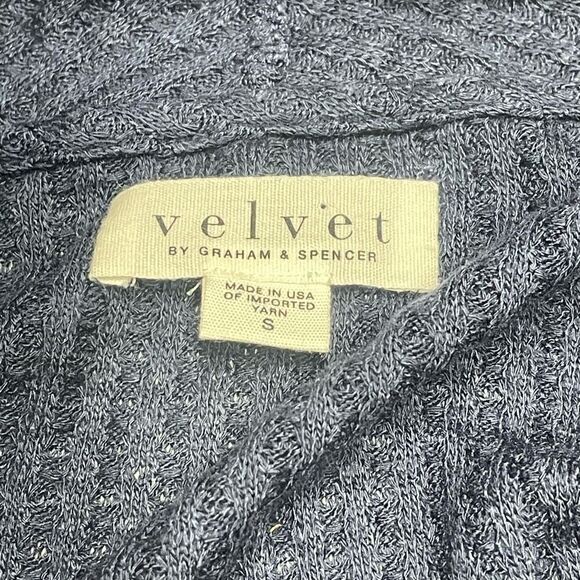 velvet
BY GRAHAM & SPENCER
MADE IN USA
OF IMPORTED
YARN
S